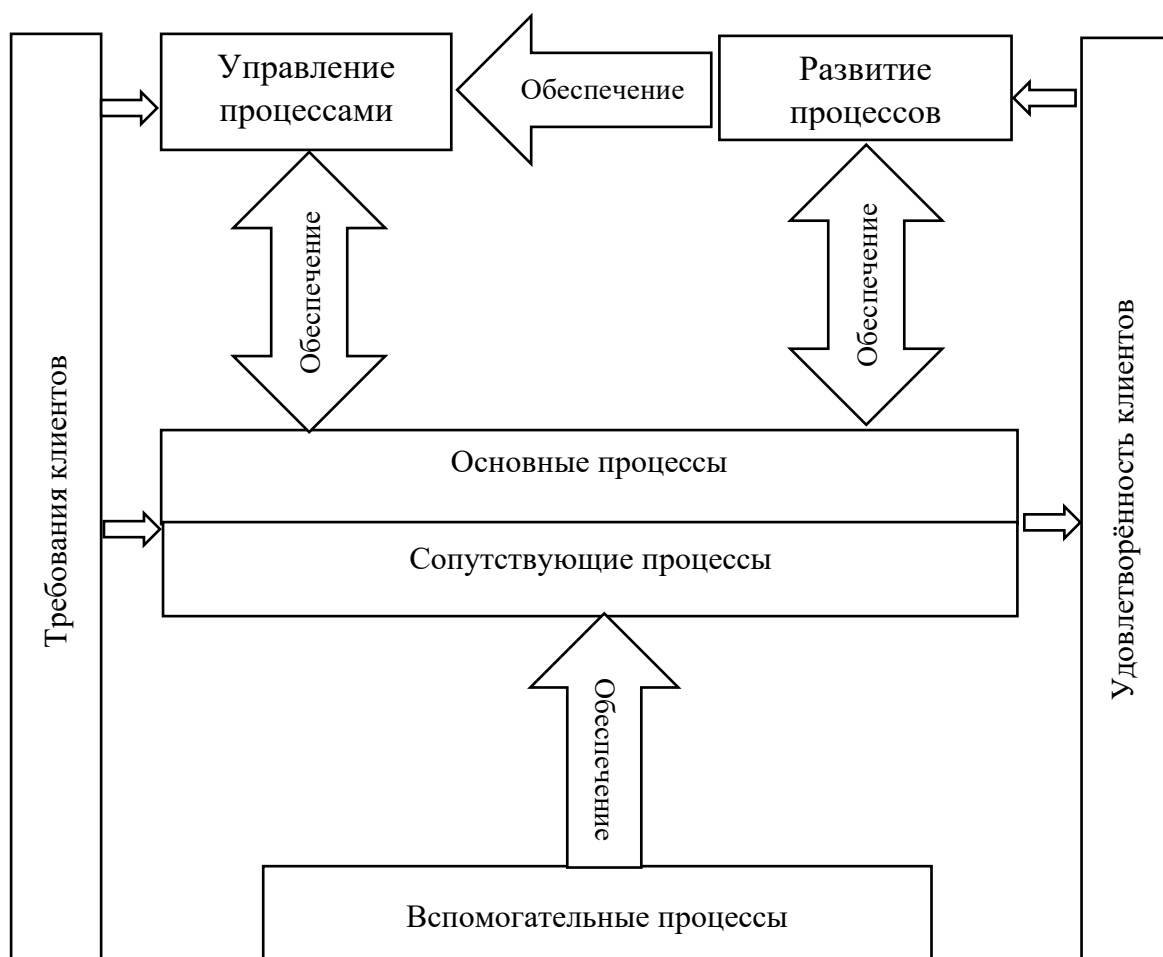 Управление
процессами
Обеспечение
Развитие
процессов
Обеспечение
Обеспечение
Требования клиентов
Удовлетворённость клиентов
Основные процессы
Сопутствующие процессы
Обеспечение
Вспомогательные процессы